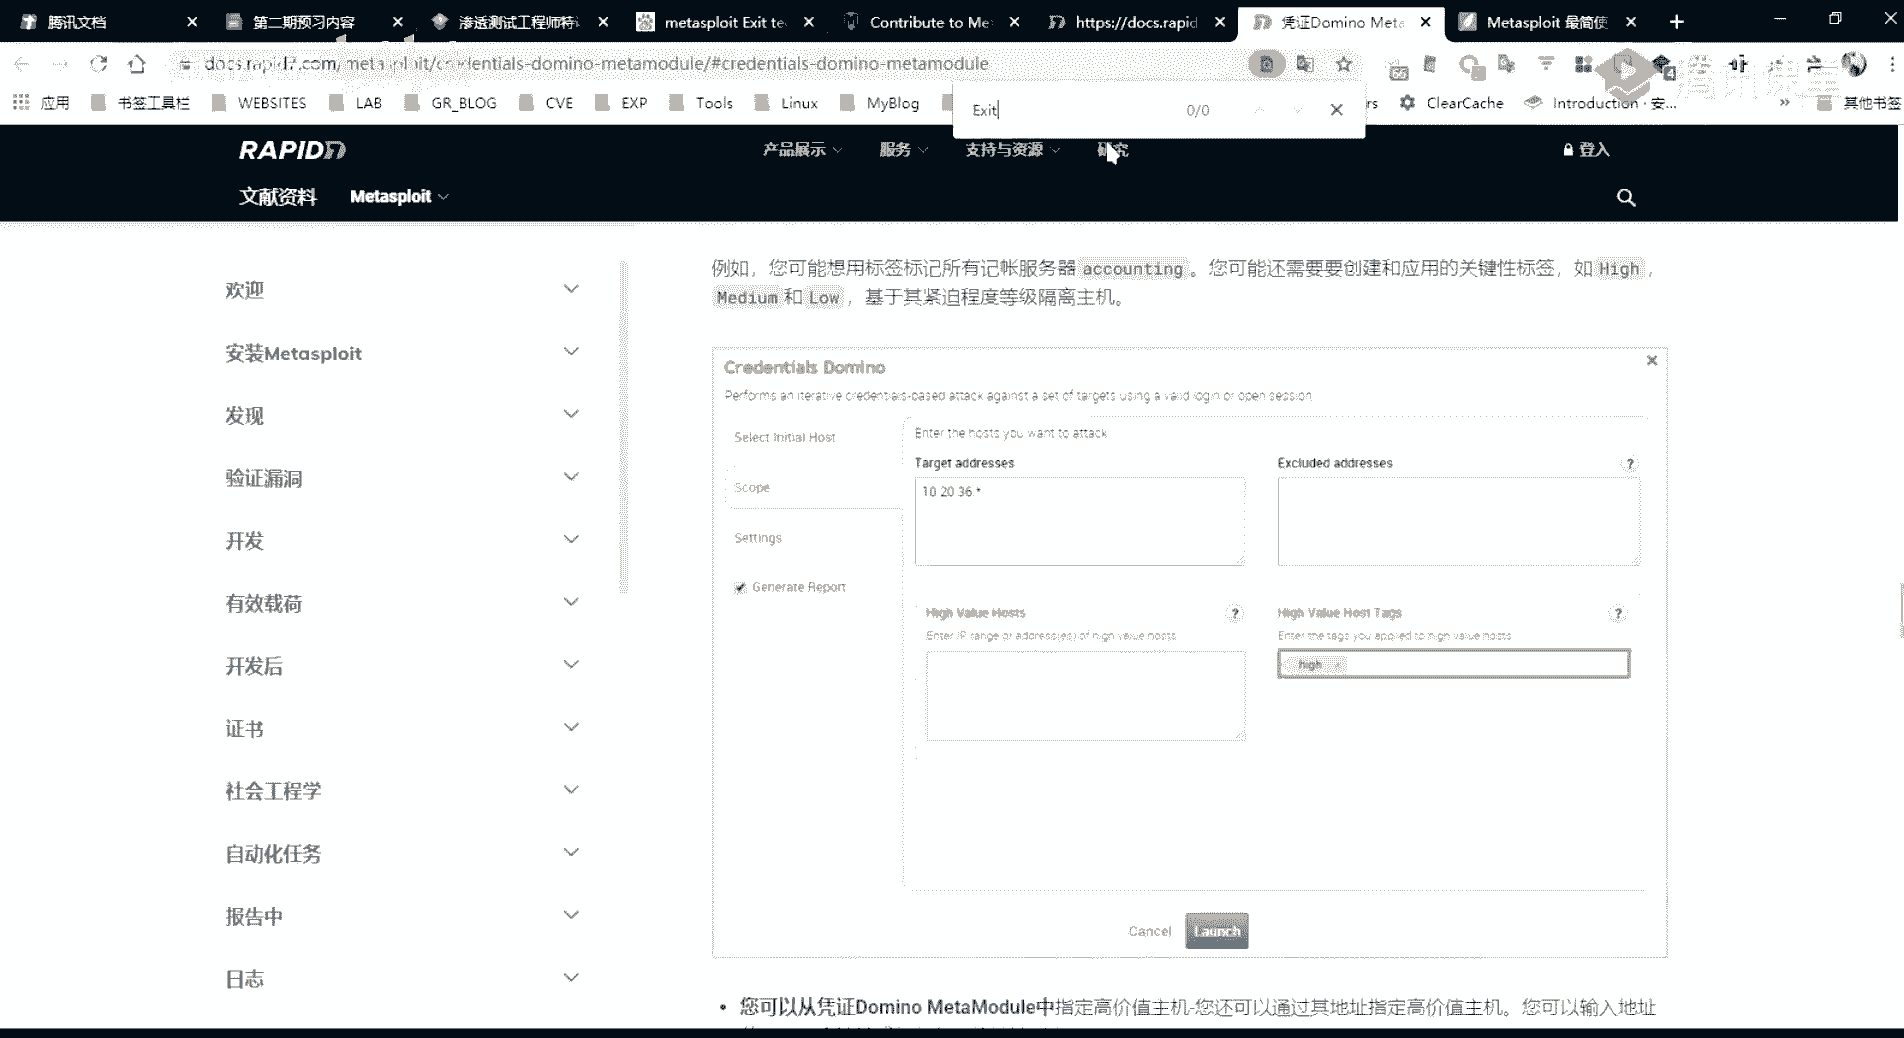 腾讯文档
第二期预习内容
渗透测试工程师特训
metasploit Exit te
Contribute to Me
https://docs.rapid
凭证Domino Meta
Metasploit 最简使
docs.rapid7.com/metasploit/credentials-domino-metamodule/#credentials-domino-metamodule
应用
书签工具栏
WEBSITES
LAB
GR_BLOG
CVE
EXP
Tools
Linux
MyBlog
rs
ClearCache
Introduction · 安...
»
其他书签
Exit
0/0
腾讯课堂
RAPID7
产品展示
服务
支持与资源
研究
登入
文献资料
Metasploit
欢迎
安装Metasploit
发现
验证漏洞
开发
有效载荷
开发后
证书
社会工程学
自动化任务
报告中
日志
例如，您可能想用标签标记所有记帐服务器 accounting 。您可能还需要要创建和应用的关键性标签，如 High ，
Medium 和 Low ，基于其紧迫程度等级隔离主机。
Credentials Domino
Performs an iterative credentials-based attack against a set of targets using a valid login or open session
Select Initial Host
Scope
Settings
Generate Report
Enter the hosts you want to attack
Target addresses
10.20.36.*
Excluded addresses
?
High Value Hosts
?
Enter IP range or address(es) of high value hosts
High Value Host Tags
?
Enter the tags you applied to high value hosts
high ×
Cancel
Launch
• 您可以从凭证Domino MetaModule中指定高价值主机-您还可以通过其地址指定高价值主机。您可以输入地址